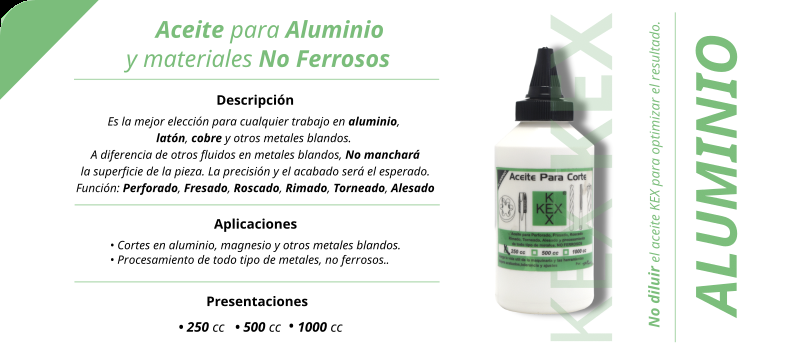 Aceite para Aluminio
y materiales No Ferrosos
Descripción
Es la mejor elección para cualquier trabajo en aluminio,
latón, cobre y otros metales blandos.
A diferencia de otros fluidos en metales blandos, No manchará
la superficie de la pieza. La precisión y el acabado será el esperado.
Función: Perforado, Fresado, Roscado, Rimado, Torneado, Alesado
Aplicaciones
• Cortes en aluminio, magnesio y otros metales blandos.
• Procesamiento de todo tipo de metales, no ferrosos..
Presentaciones
• 250 cc • 500 cc • 1000 cc
KEX KEX
Aceite Para Corte
KEX
250 cc 500 cc 1000 cc
No diluir el aceite KEX para optimizar el resultado.
ALUMINIO